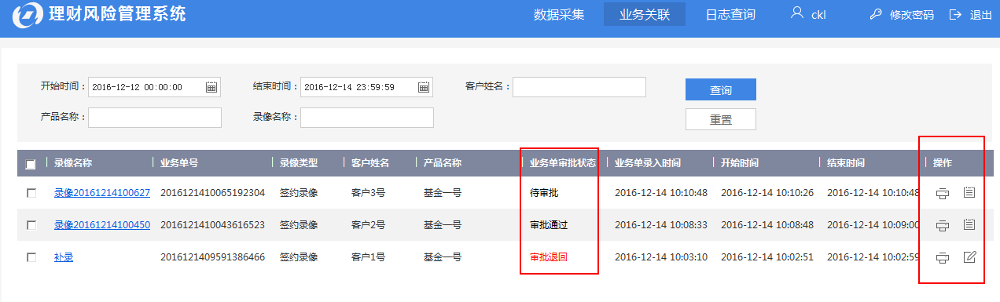 理财风险管理系统 数据采集 业务关联 日志查询 ckl 修改密码 退出
开始时间： 2016-12-12 00:00:00 结束时间： 2016-12-14 23:59:59 客户姓名： 查询
产品名称： 录像名称： 重置
录像名称 业务单号 录像类型 客户姓名 产品名称 业务单审批状态 业务单录入时间 开始时间 结束时间 操作
录像20161214100627 2016121410065192304 签约录像 客户3号 基金一号 待审批 2016-12-14 10:10:48 2016-12-14 10:10:26 2016-12-14 10:10:48
录像20161214100450 2016121410043616523 签约录像 客户2号 基金一号 审批通过 2016-12-14 10:08:33 2016-12-14 10:08:48 2016-12-14 10:09:00
补录 2016121409591386466 签约录像 客户1号 基金一号 审批退回 2016-12-14 10:03:10 2016-12-14 10:02:51 2016-12-14 10:02:59